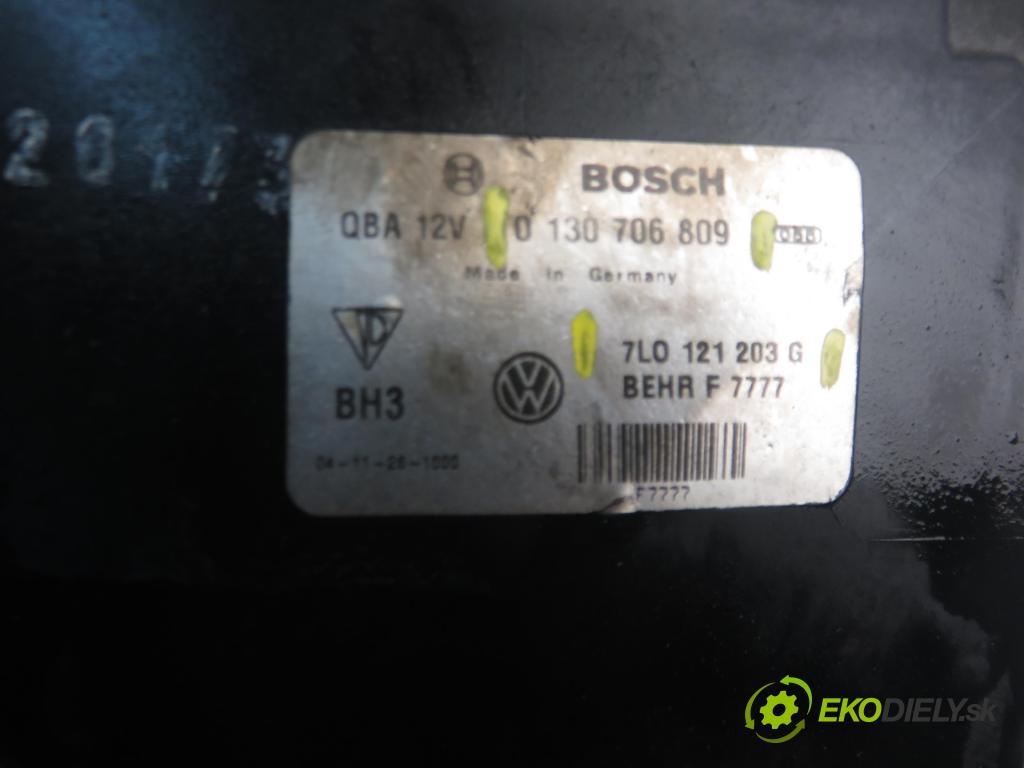 BOSCH
QBA 12V 0 130 706 809
Made in Germany
7L0 121 203 G
BEHR F 7777
BH3
VW
04-11-26-1000
F7777
EKODIELY.sk